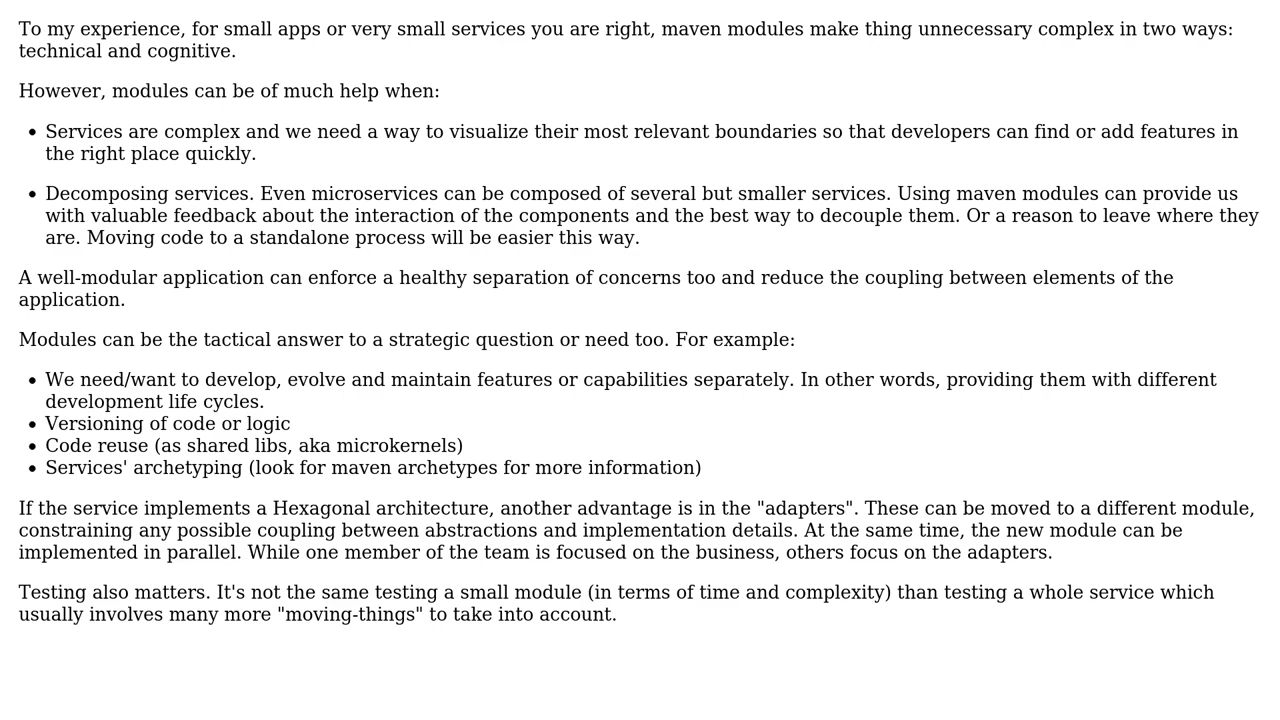 To my experience, for small apps or very small services you are right, maven modules make thing unnecessary complex in two ways:
technical and cognitive.
However, modules can be of much help when:
• Services are complex and we need a way to visualize their most relevant boundaries so that developers can find or add features in
the right place quickly.
• Decomposing services. Even microservices can be composed of several but smaller services. Using maven modules can provide us
with valuable feedback about the interaction of the components and the best way to decouple them. Or a reason to leave where they
are. Moving code to a standalone process will be easier this way.
A well-modular application can enforce a healthy separation of concerns too and reduce the coupling between elements of the
application.
Modules can be the tactical answer to a strategic question or need too. For example:
• We need/want to develop, evolve and maintain features or capabilities separately. In other words, providing them with different
development life cycles.
• Versioning of code or logic
• Code reuse (as shared libs, aka microkernels)
• Services' archetyping (look for maven archetypes for more information)
If the service implements a Hexagonal architecture, another advantage is in the "adapters". These can be moved to a different module,
constraining any possible coupling between abstractions and implementation details. At the same time, the new module can be
implemented in parallel. While one member of the team is focused on the business, others focus on the adapters.
Testing also matters. It's not the same testing a small module (in terms of time and complexity) than testing a whole service which
usually involves many more "moving-things" to take into account.